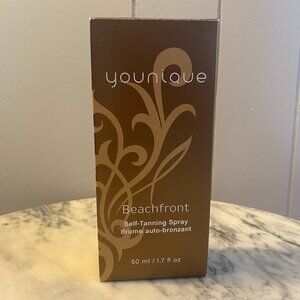 younique
Beachfront
Self-Tanning Spray
Brume auto-bronzant
50 ml / 1.7 fl oz